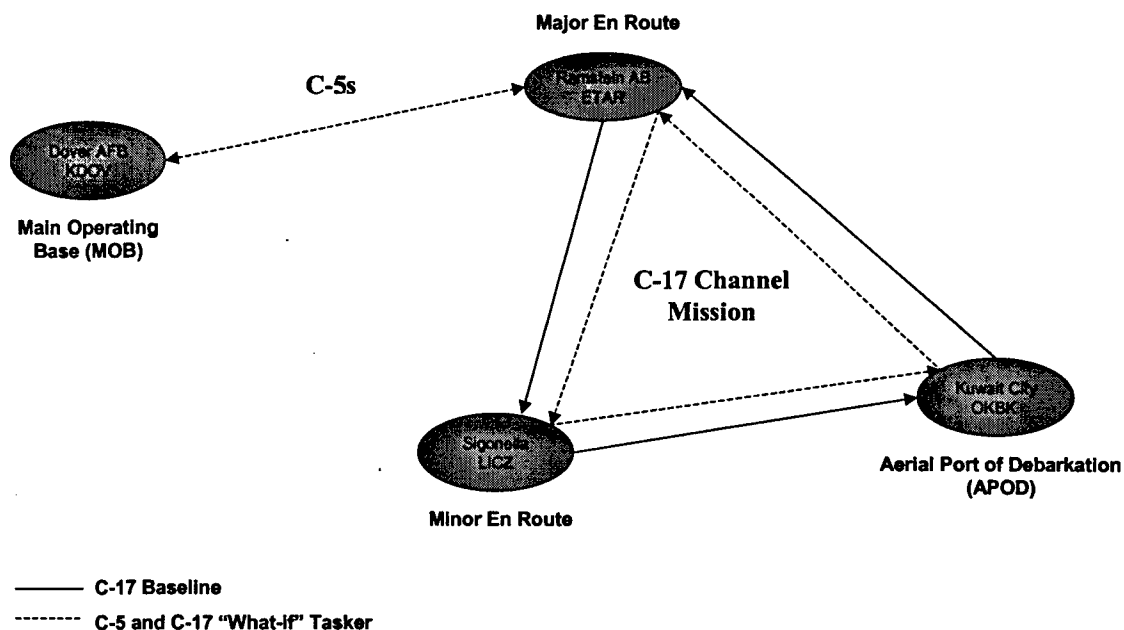 Major En Route
Ramstein AB
ETAR
C-5s
Dover AFB
KDOV
Main Operating
Base (MOB)
C-17 Channel
Mission
Kuwait City
OKBK
Sigonella
LICZ
Aerial Port of Debarkation
(APOD)
Minor En Route
C-17 Baseline
C-5 and C-17 "What-if" Tasker